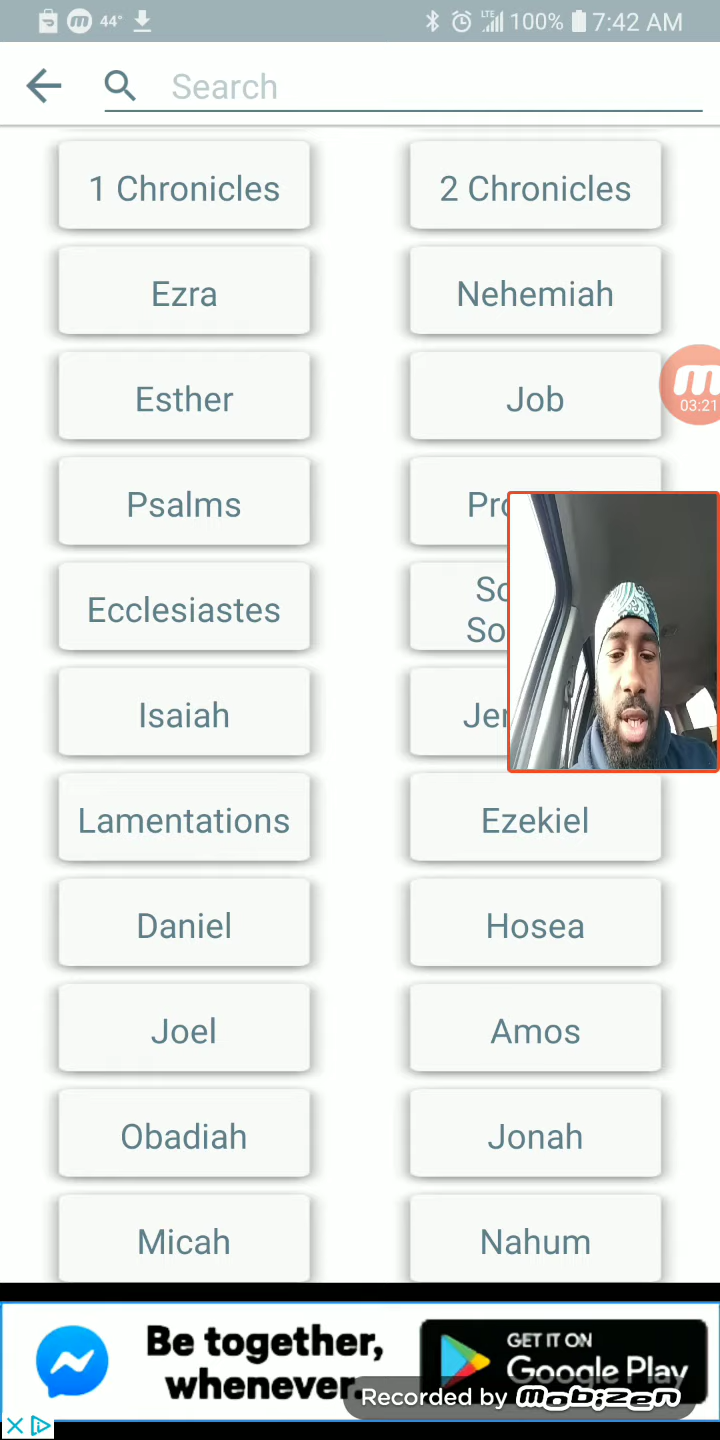 44° LTE 100% 7:42 AM
Search
1 Chronicles 2 Chronicles
Ezra Nehemiah
Esther Job
m
03:21
Psalms
Ecclesiastes
Isaiah
Lamentations Ezekiel
Daniel Hosea
Joel Amos
Obadiah Jonah
Micah Nahum
Be together,
whenever.
GET IT ON
Google Play
Recorded by mobizen